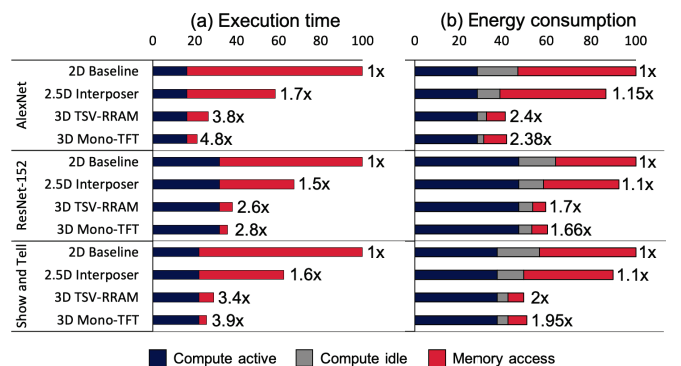 (a) Execution time (b) Energy consumption
0 20 40 60 80 100 0 20 40 60 80 100
AlexNet
2D Baseline 1x 1x
2.5D Interposer 1.7x 1.15x
3D TSV-RRAM 3.8x 2.4x
3D Mono-TFT 4.8x 2.38x
ResNet-152
2D Baseline 1x 1x
2.5D Interposer 1.5x 1.1x
3D TSV-RRAM 2.6x 1.7x
3D Mono-TFT 2.8x 1.66x
Show and Tell
2D Baseline 1x 1x
2.5D Interposer 1.6x 1.1x
3D TSV-RRAM 3.4x 2x
3D Mono-TFT 3.9x 1.95x
Compute active Compute idle Memory access